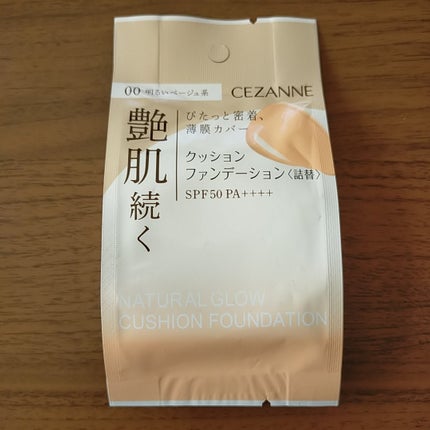 00 明るいベージュ系
CEZANNE
艶肌続く
ぴたっと密着、
薄膜カバー
クッション
ファンデーション〈詰替〉
SPF50 PA++++
NATURAL GLOW
CUSHION FOUNDATION